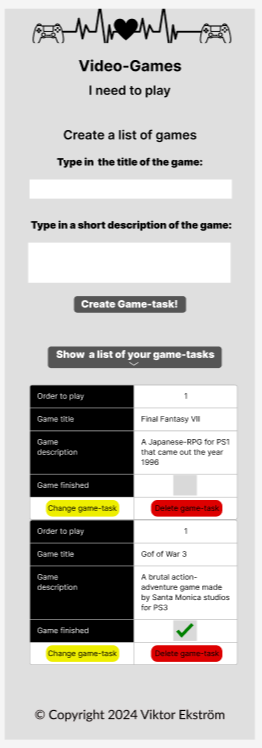 Video-Games
I need to play
Create a list of games
Type in the title of the game:
Type in a short description of the game:
Create Game-task!
Show a list of your game-tasks
Order to play 1
Game title Final Fantasy VII
Game description A Japanese-RPG for PS1
that came out the year
1996
Game finished
Change game-task Delete game-task
Order to play 1
Game title Gof of War 3
Game description A brutal action-
adventure game made
by Santa Monica studios
for PS3
Game finished
Change game-task Delete game-task
© Copyright 2024 Viktor Ekström